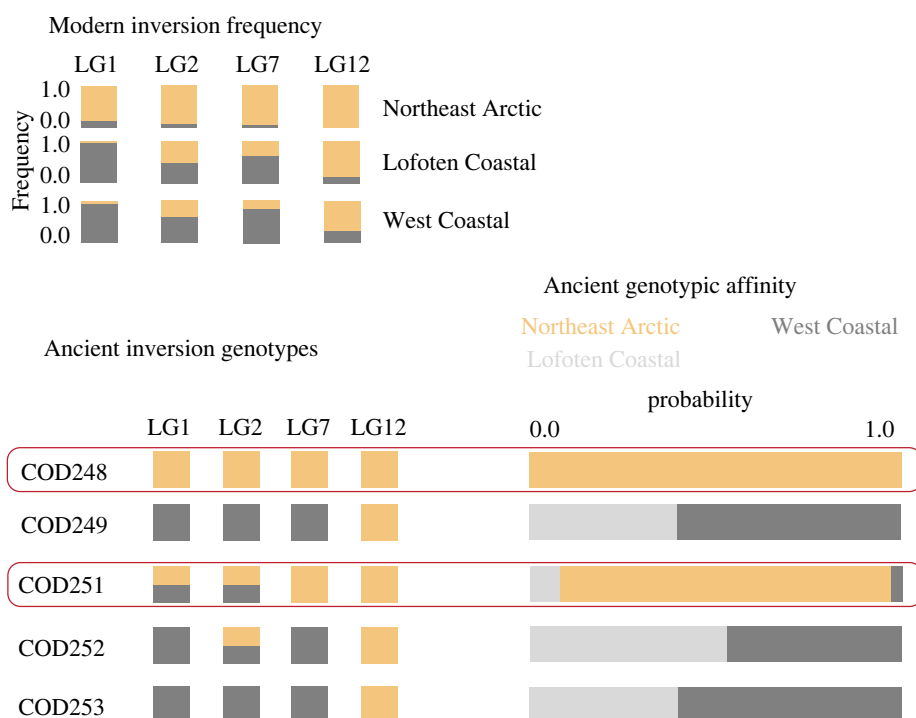 Modern inversion frequency
LG1 LG2 LG7 LG12
Frequency
1.0
0.0
Northeast Arctic
1.0
0.0
Lofoten Coastal
1.0
0.0
West Coastal
Ancient genotypic affinity
Northeast Arctic West Coastal
Lofoten Coastal
Ancient inversion genotypes
probability
LG1 LG2 LG7 LG12 0.0 1.0
COD248
COD249
COD251
COD252
COD253